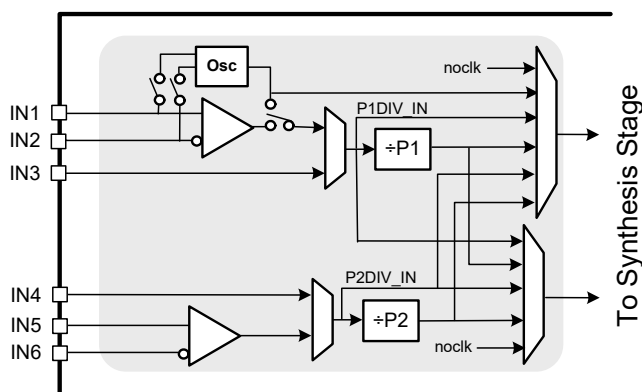 Osc
noclk
IN1
P1DIV_IN
IN2
÷P1
IN3
To Synthesis Stage
P2DIV_IN
IN4
IN5
÷P2
IN6
noclk